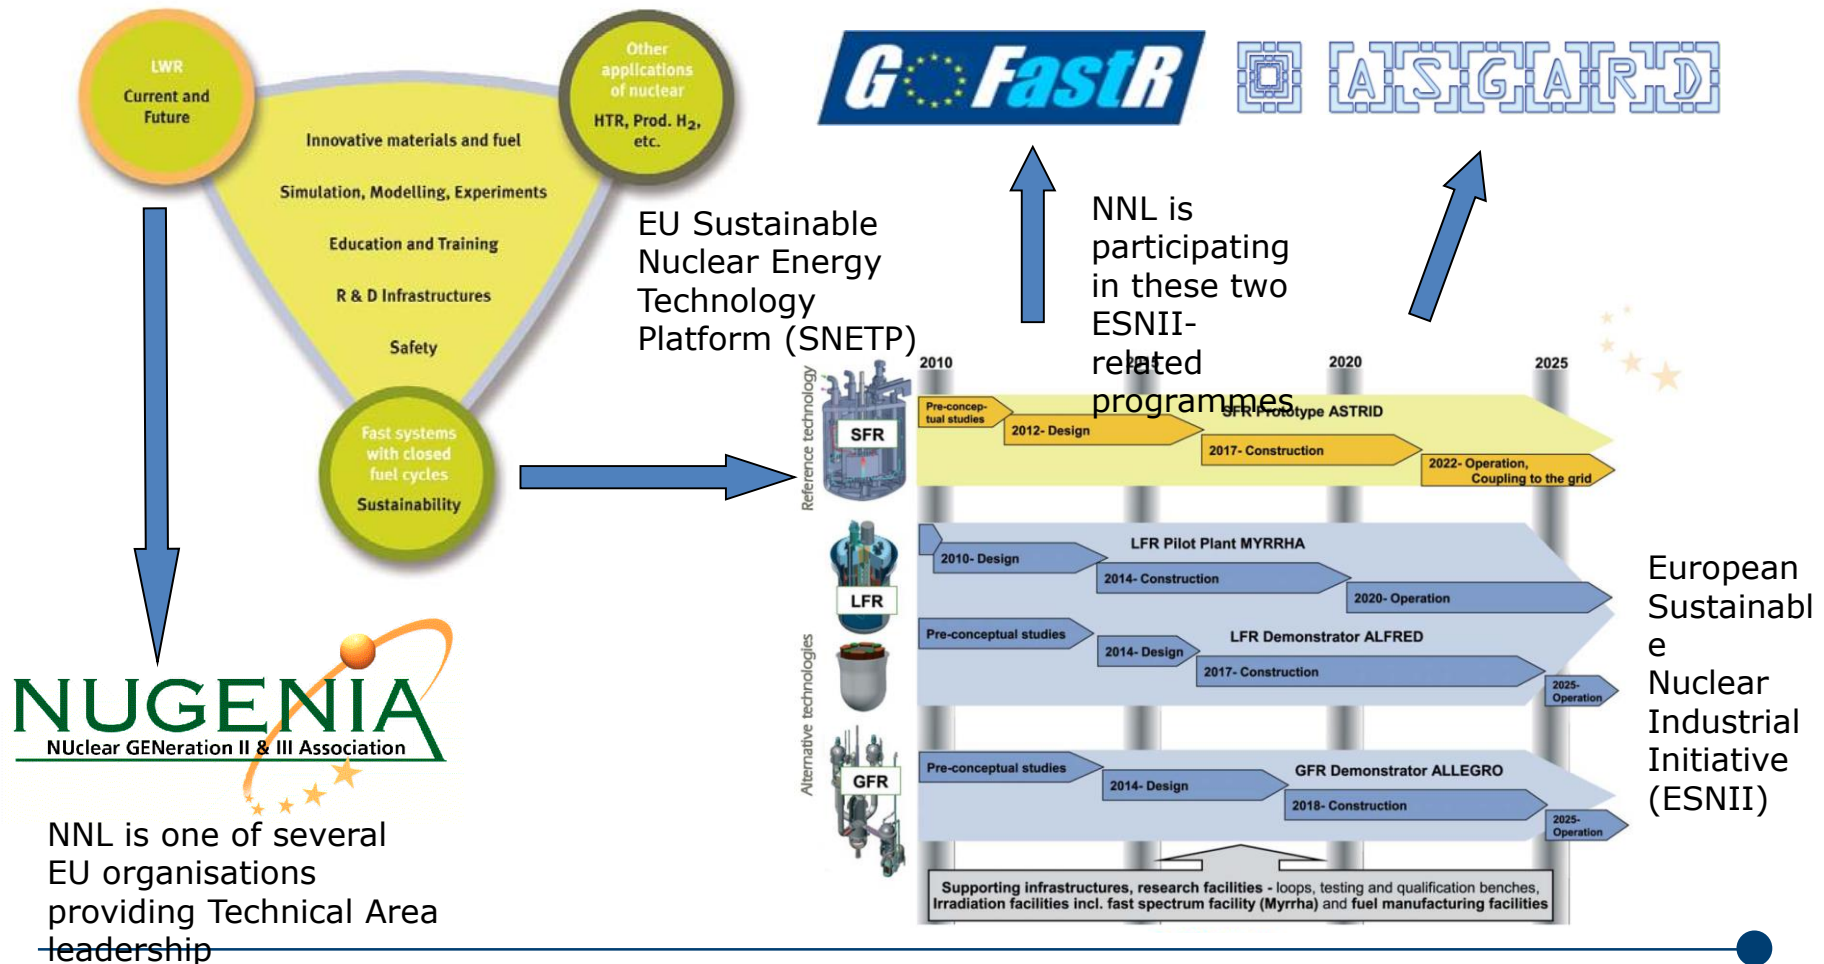 LWR
Current and
Future
Other
applications
of nuclear
HTR, Prod. H2,
etc.
Innovative materials and fuel
Simulation, Modelling, Experiments
Education and Training
R & D Infrastructures
Safety
Fast systems
with closed
fuel cycles
Sustainability
EU Sustainable
Nuclear Energy
Technology
Platform (SNETP)
GOFastR
ASGARD
NNL is
participating
in these two
ESNII-
related
programmes
NUGENIA
NUclear GENeration II & III Association
NNL is one of several
EU organisations
providing Technical Area
leadership
2010
2015
2020
2025
Reference technology
SFR
SFR Prototype ASTRID
Pre-concep-
tual studies
2012- Design
2017- Construction
2022- Operation,
Coupling to the grid
Alternative technologies
LFR
LFR Pilot Plant MYRRHA
2010- Design
2014- Construction
2020- Operation
LFR Demonstrator ALFRED
Pre-conceptual studies
2014- Design
2017- Construction
2025-
Operation
GFR
GFR Demonstrator ALLEGRO
Pre-conceptual studies
2014- Design
2018- Construction
2025-
Operation
Supporting infrastructures, research facilities - loops, testing and qualification benches,
Irradiation facilities incl. fast spectrum facility (Myrrha) and fuel manufacturing facilities
European
Sustainabl
e
Nuclear
Industrial
Initiative
(ESNII)